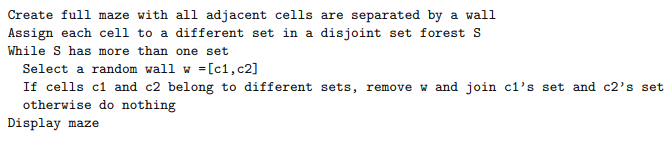 Create full maze with all adjacent cells are separated by a wall
Assign each cell to a different set in a disjoint set forest S
While S has more than one set
Select a random wall w =[c1,c2]
If cells c1 and c2 belong to different sets, remove w and join c1's set and c2's set
otherwise do nothing
Display maze